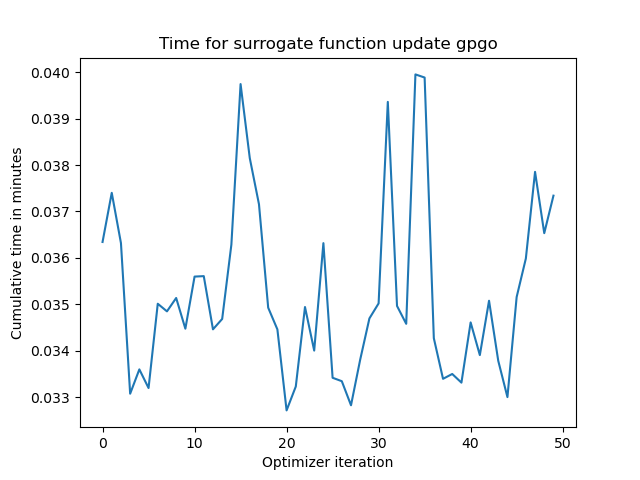 Time for surrogate function update gpgo
Cumulative time in minutes
0.040
0.039
0.038
0.037
0.036
0.035
0.034
0.033
0 10 20 30 40 50
Optimizer iteration